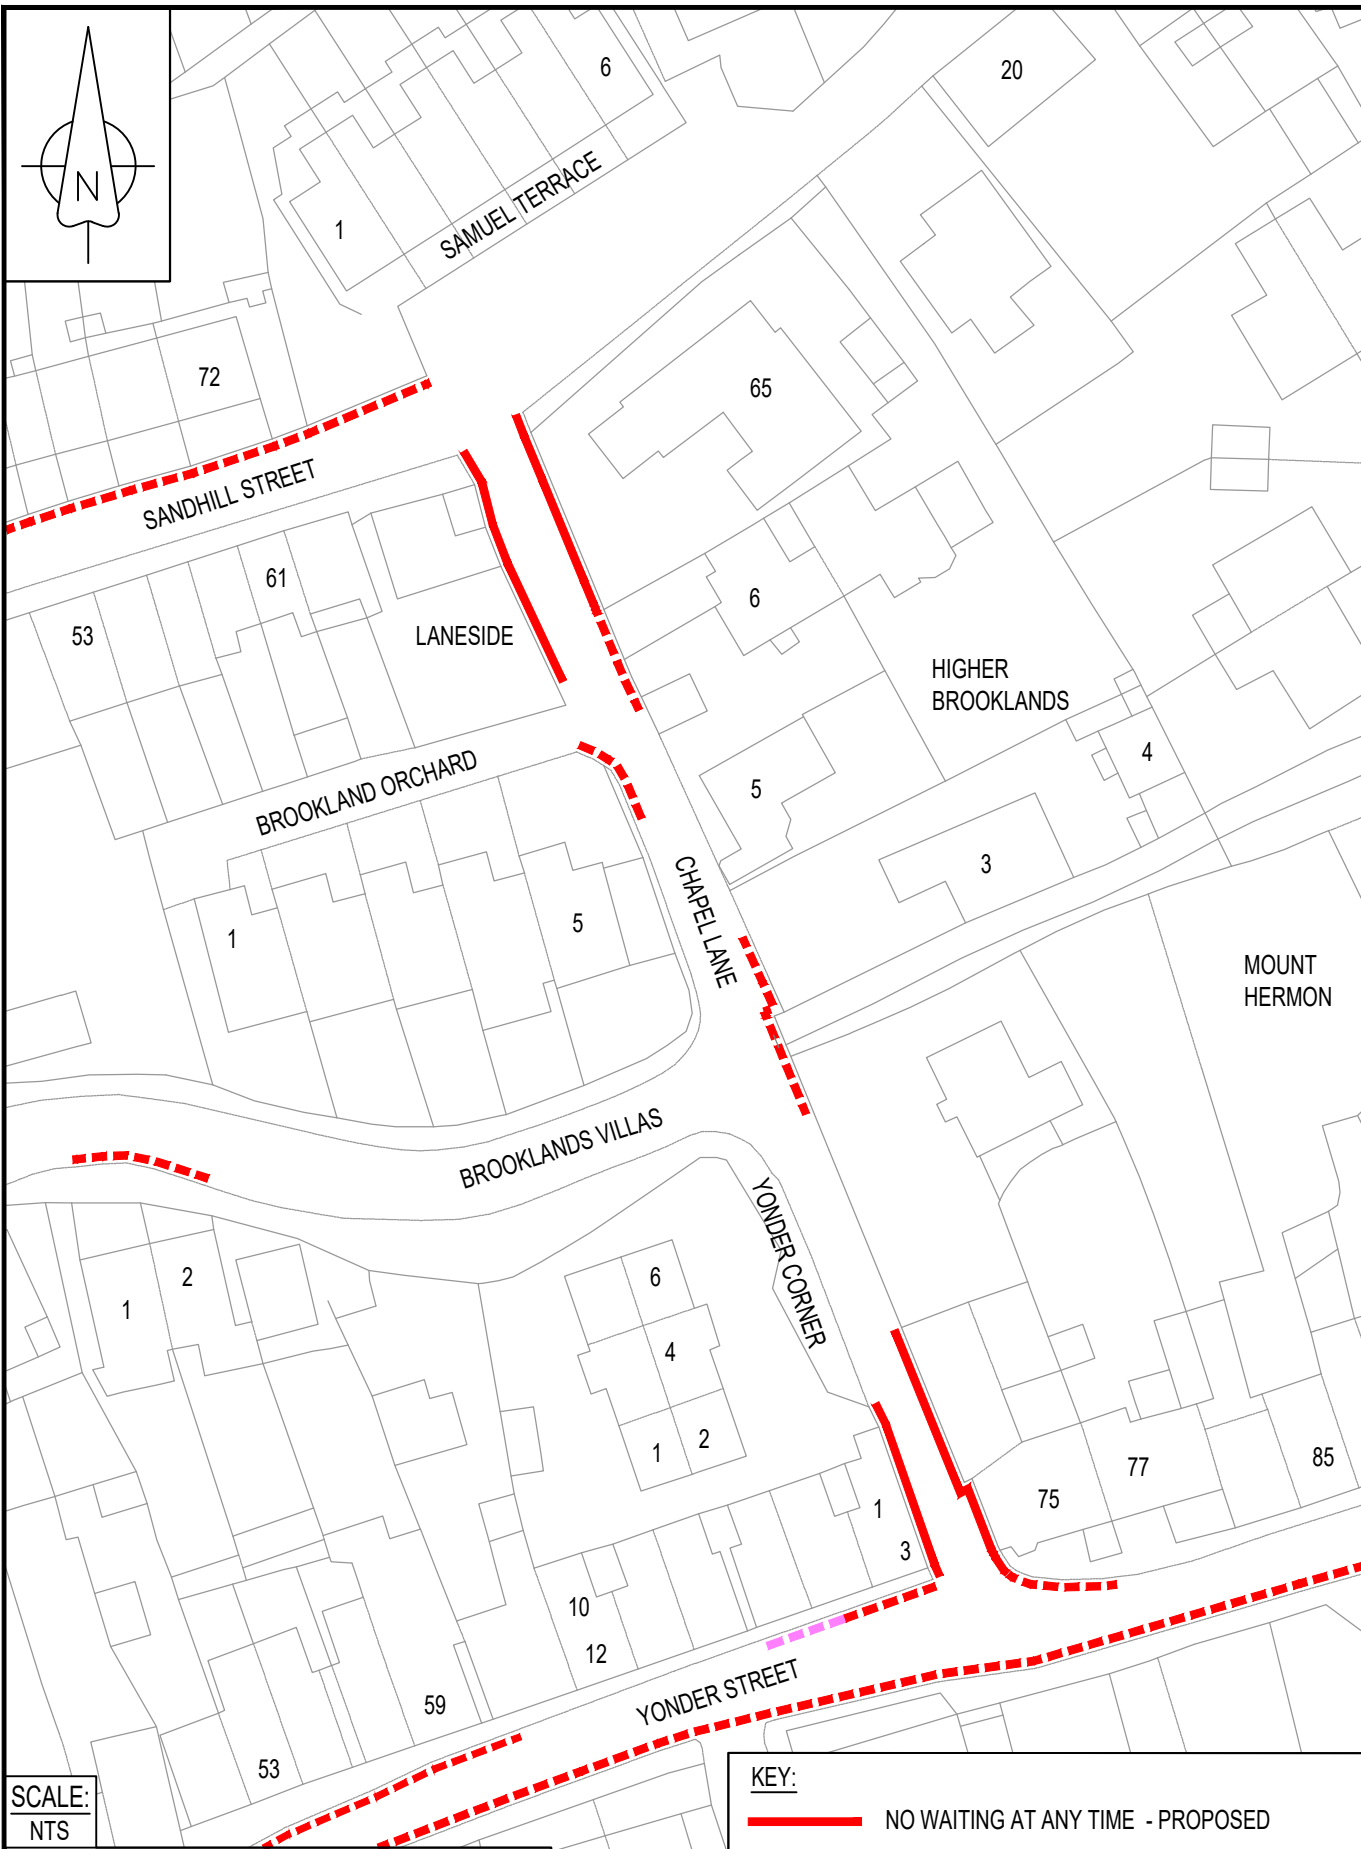 N
6
20
SAMUEL TERRACE
1
72
65
SANDHILL STREET
61
53
LANESIDE
6
HIGHER
BROOKLANDS
4
5
BROOKLAND ORCHARD
CHAPEL LANE
3
1
5
MOUNT
HERMON
BROOKLANDS VILLAS
YONDER CORNER
2
1
6
4
1
2
77
85
75
1
3
10
12
YONDER STREET
59
53
SCALE:
NTS
KEY:
NO WAITING AT ANY TIME - PROPOSED